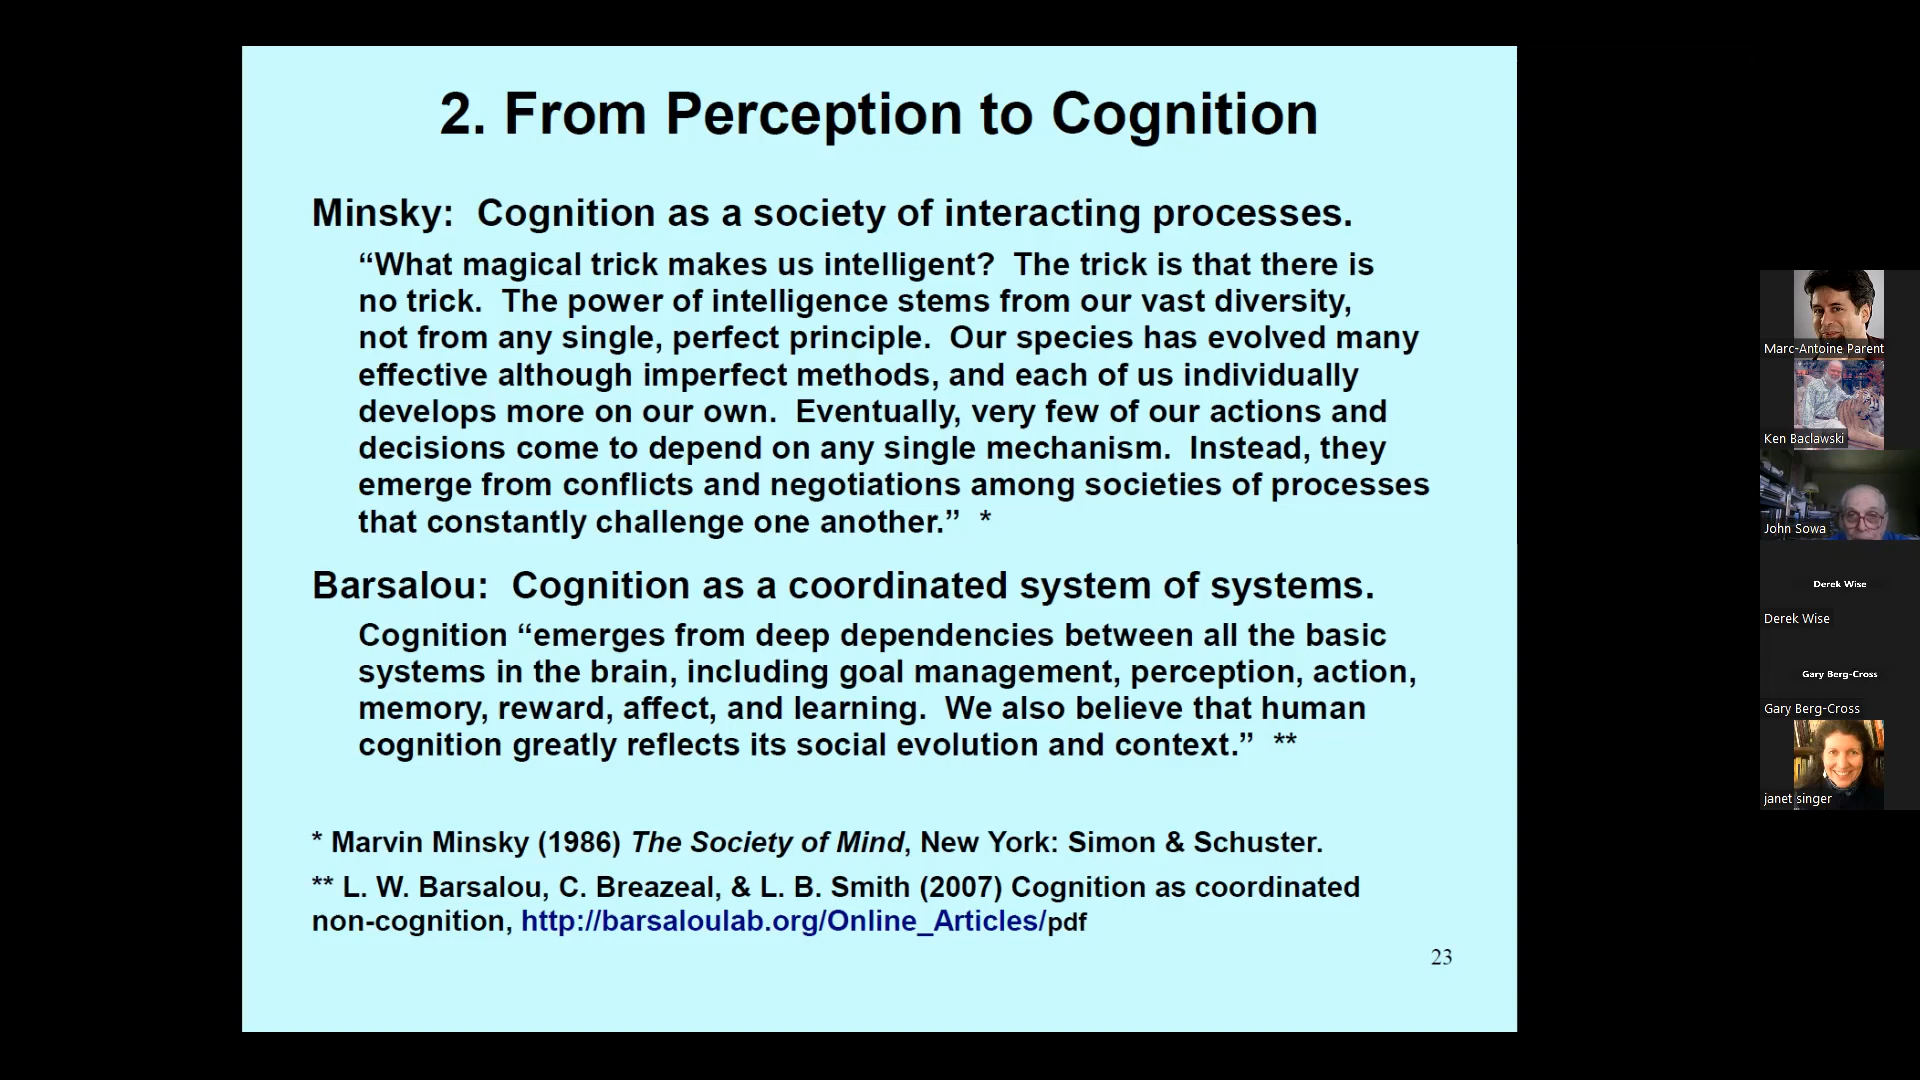 2. From Perception to Cognition
Minsky:  Cognition as a society of interacting processes.
“What magical trick makes us intelligent?  The trick is that there is
no trick.  The power of intelligence stems from our vast diversity,
not from any single, perfect principle.  Our species has evolved many
effective although imperfect methods, and each of us individually
develops more on our own.  Eventually, very few of our actions and
decisions come to depend on any single mechanism.  Instead, they
emerge from conflicts and negotiations among societies of processes
that constantly challenge one another.”  *
Barsalou:  Cognition as a coordinated system of systems.
Cognition “emerges from deep dependencies between all the basic
systems in the brain, including goal management, perception, action,
memory, reward, affect, and learning.  We also believe that human
cognition greatly reflects its social evolution and context.”  **
* Marvin Minsky (1986) The Society of Mind, New York: Simon & Schuster.
** L. W. Barsalou, C. Breazeal, & L. B. Smith (2007) Cognition as coordinated
non-cognition, http://barsaloulab.org/Online_Articles/pdf
23
Marc-Antoine Parent
Ken Baclawski
John Sowa
Derek Wise
Derek Wise
Gary Berg-Cross
Gary Berg-Cross
janet singer